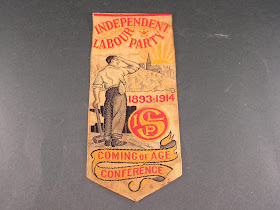 INDEPENDENT
LABOUR PARTY
1893-1914
ILP
COMING OF AGE
CONFERENCE